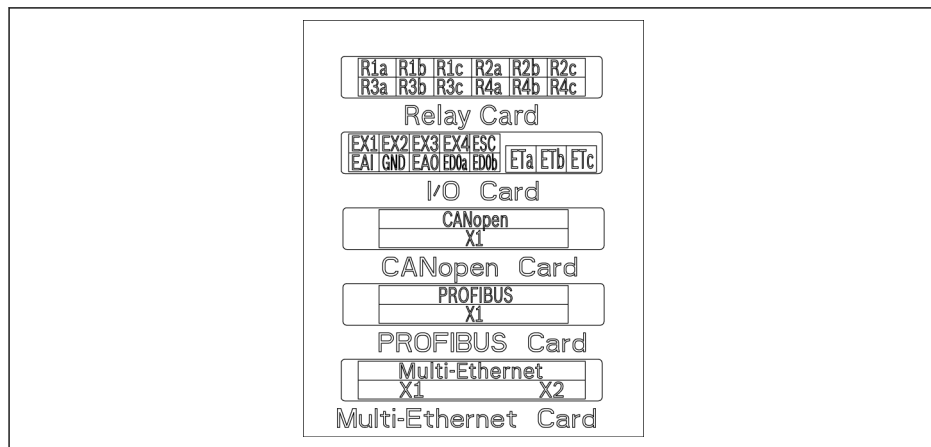 R1a R1b R1c R2a R2b R2c
R3a R3b R3c R4a R4b R4c
Relay Card
EX1 EX2 EX3 EX4 ESC
EAI GND EAO EDOa EDOb ETa ETb ETc
I/O Card
CANopen
X1
CANopen Card
PROFIBUS
X1
PROFIBUS Card
Multi-Ethernet
X1 X2
Multi-Ethernet Card